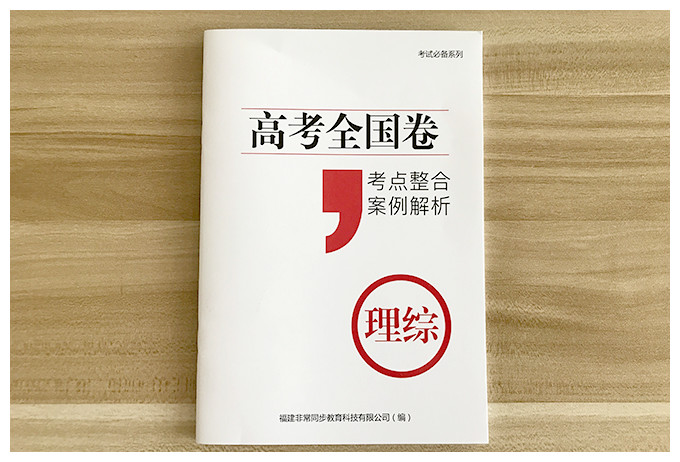 考试必备系列
高考全国卷
考点整合
案例解析
理综
福建非常同步教育科技有限公司（编）